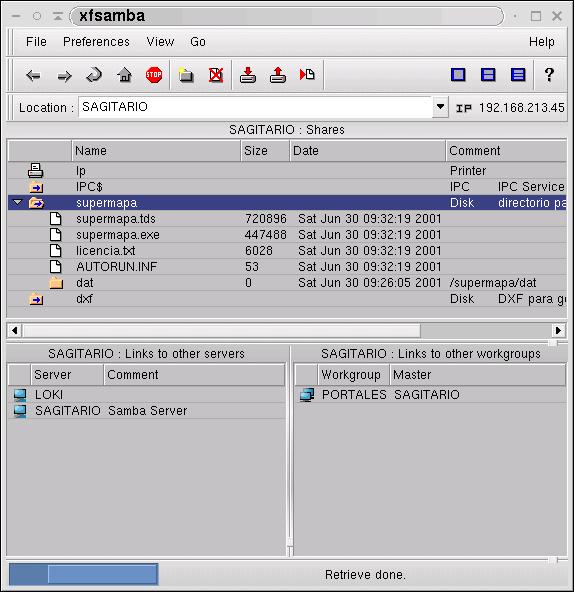 xfsamba
File Preferences View Go Help
STOP ?
Location : SAGITARIO IP 192.168.213.45
SAGITARIO : Shares
Name Size Date Comment
lp Printer
IPC$ IPC IPC Service
supermapa Disk directorio pa
supermapa.tds 720896 Sat Jun 30 09:32:19 2001
supermapa.exe 447488 Sat Jun 30 09:32:19 2001
licencia.txt 6028 Sat Jun 30 09:32:19 2001
AUTORUN.INF 53 Sat Jun 30 09:32:19 2001
dat 0 Sat Jun 30 09:26:05 2001 /supermapa/dat
dxf Disk DXF para ge
SAGITARIO : Links to other servers
Server Comment
LOKI
SAGITARIO Samba Server
SAGITARIO : Links to other workgroups
Workgroup Master
PORTALES SAGITARIO
Retrieve done.